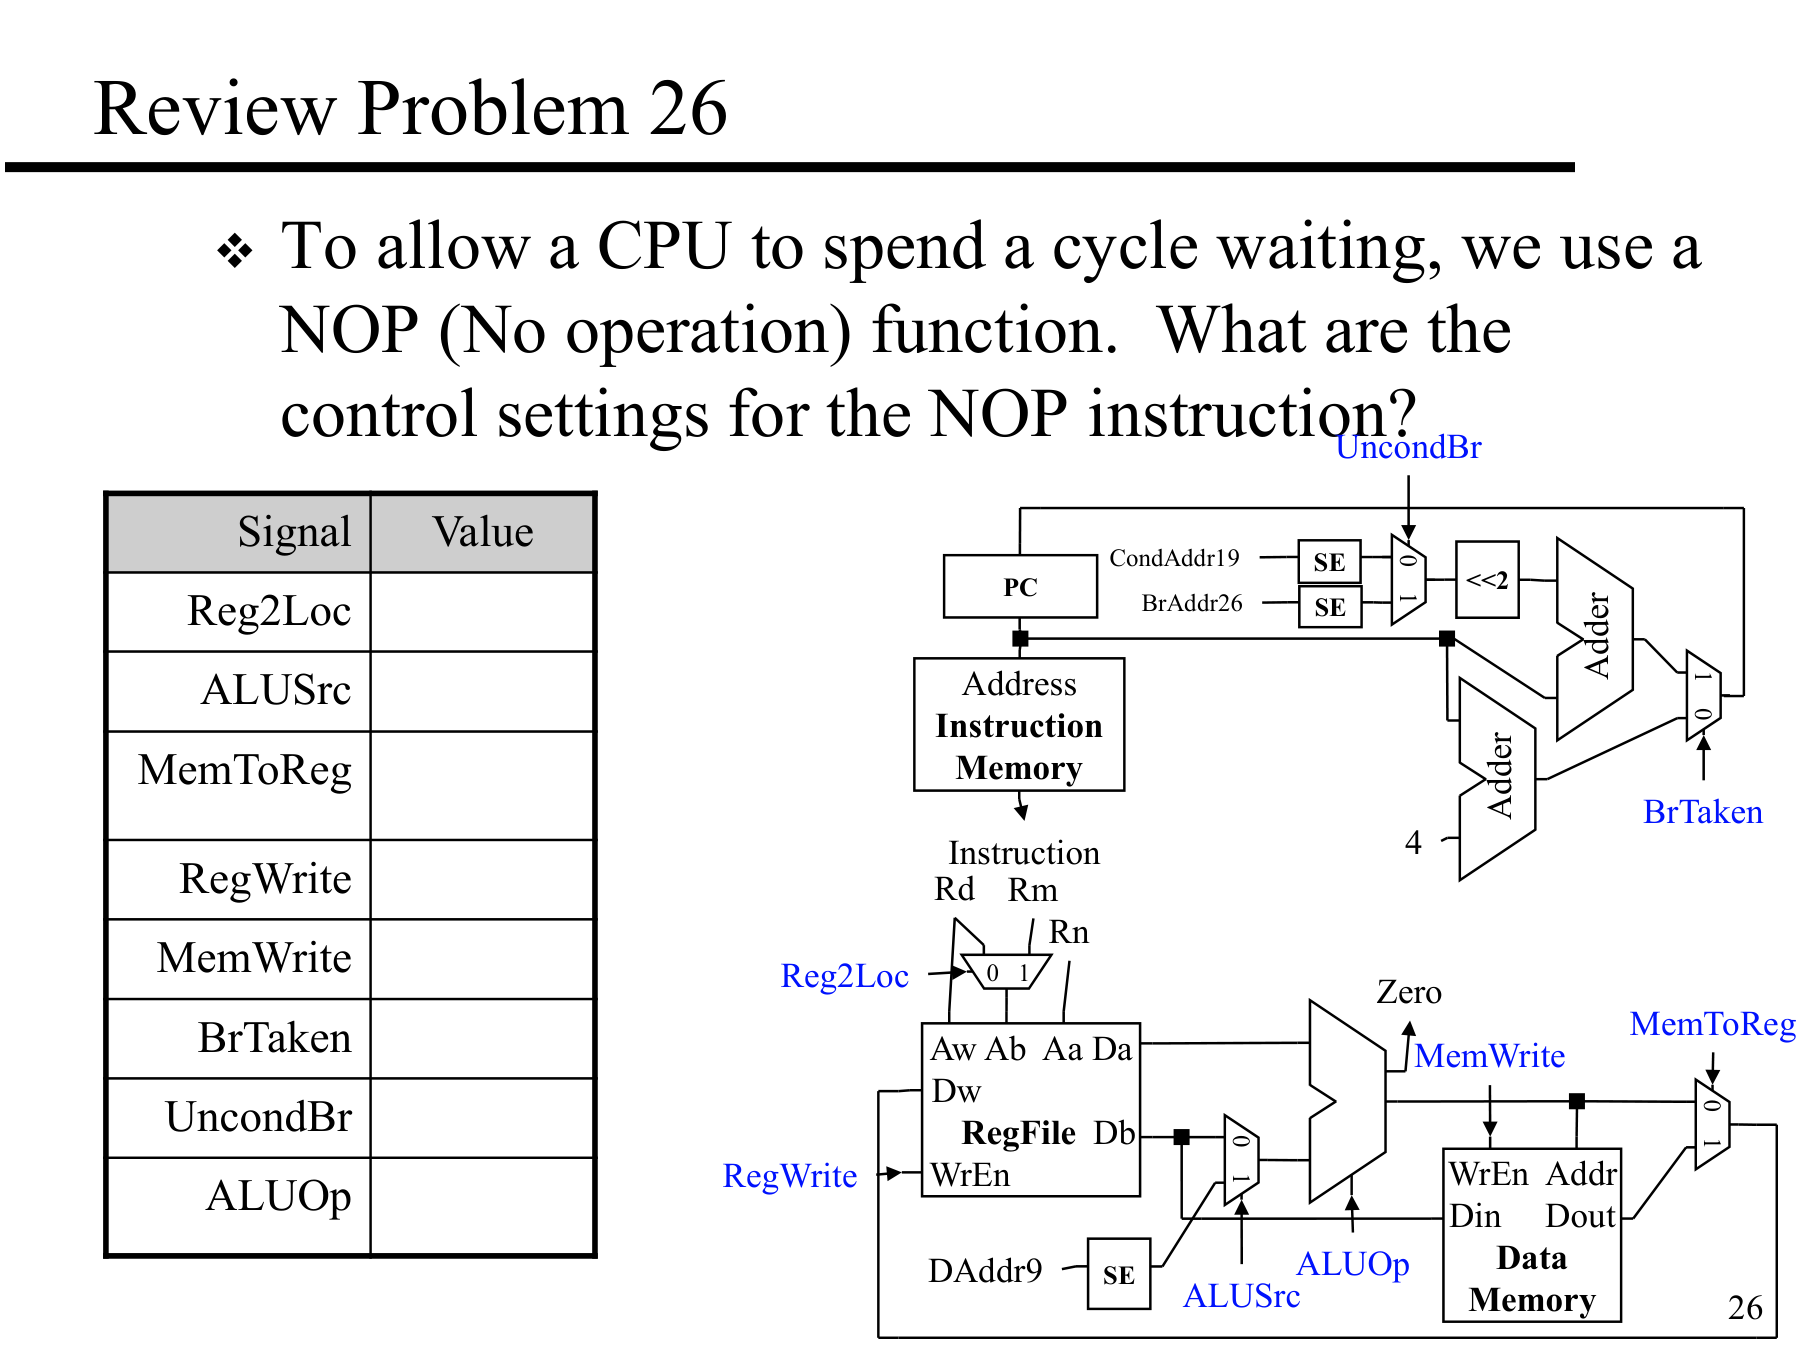 Review Problem 26
❖ To allow a CPU to spend a cycle waiting, we use a
NOP (No operation) function.  What are the
control settings for the NOP instruction?
Signal Value
Reg2Loc
ALUSrc
MemToReg
RegWrite
MemWrite
BrTaken
UncondBr
ALUOp
UncondBr
CondAddr19
SE
BrAddr26
SE
0
1
<<2
Adder
PC
Address
Instruction
Memory
Adder
4
1
0
BrTaken
Instruction
Rd Rm
Rn
Reg2Loc
0 1
Aw Ab Aa Da
Dw
RegFile Db
WrEn
RegWrite
0
1
DAddr9
SE
ALUSrc
ALUOp
Zero
MemWrite
MemToReg
WrEn Addr
Din Dout
Data
Memory
0
1
26